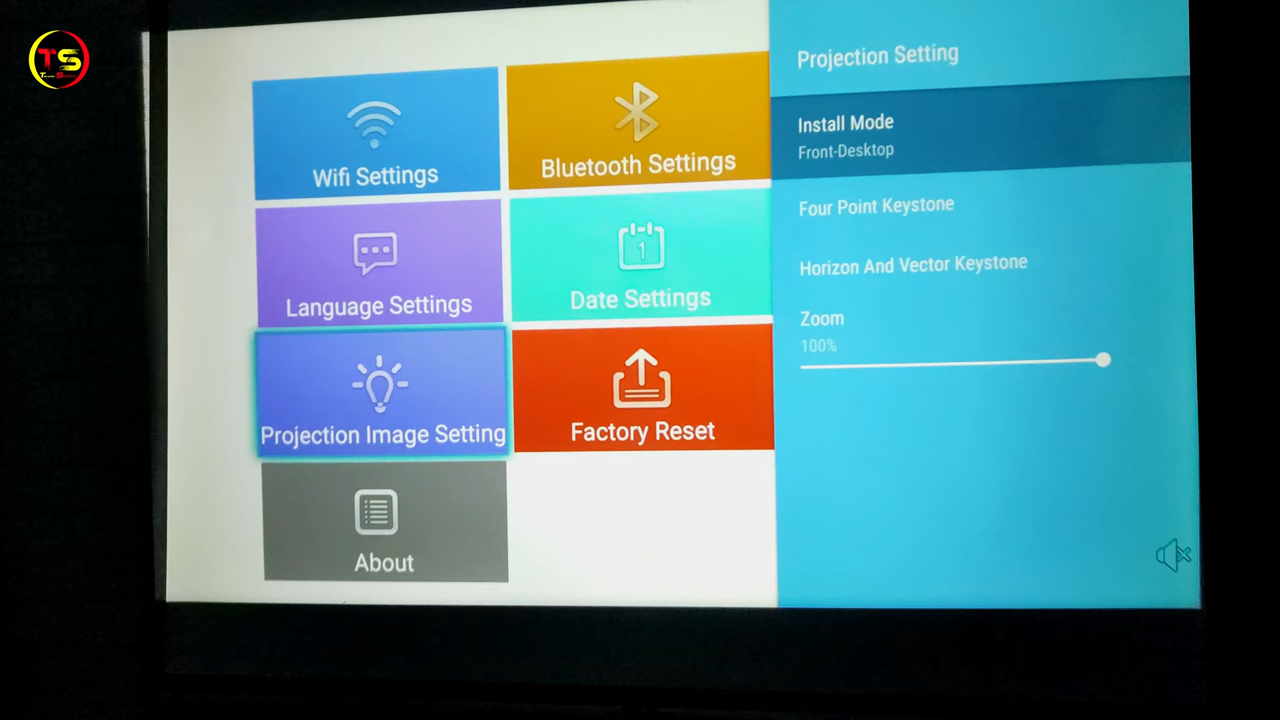 TS
Wifi Settings
Bluetooth Settings
Language Settings
1
Date Settings
Projection Image Setting
Factory Reset
About
Projection Setting
Install Mode
Front-Desktop
Four Point Keystone
Horizon And Vector Keystone
Zoom
100%